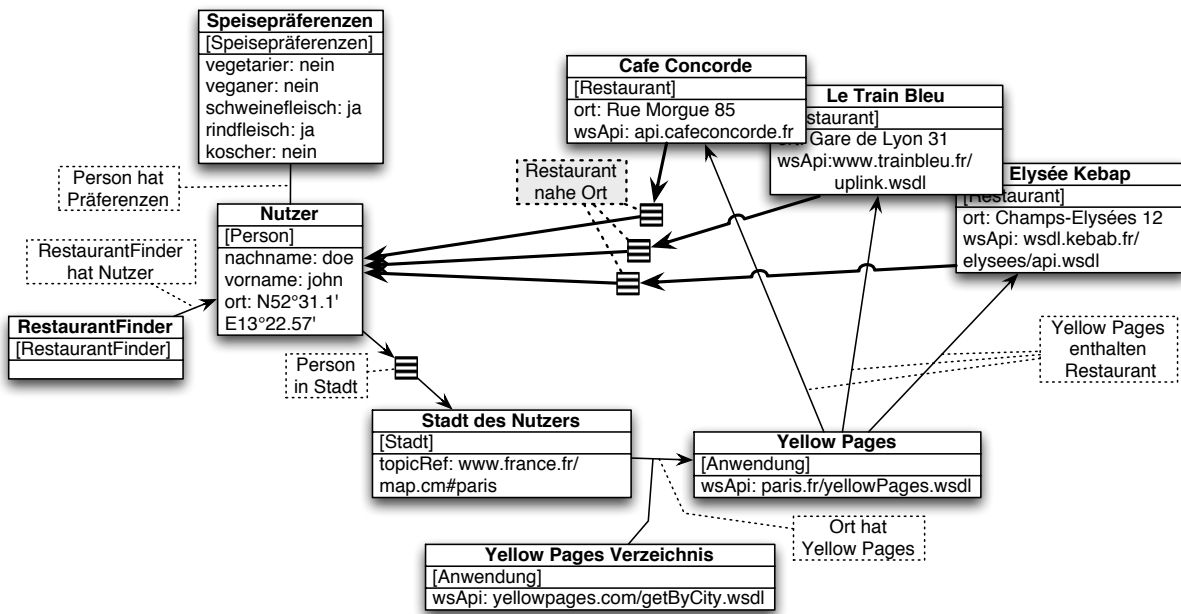 Speisepräferenzen
[Speisepräferenzen]
vegetarier: nein
veganer: nein
schweinefleisch: ja
rindfleisch: ja
koscher: nein
Cafe Concorde
[Restaurant]
ort: Rue Morgue 85
wsApi: api.cafeconcorde.fr
Le Train Bleu
estaurant]
Gare de Lyon 31
wsApi:www.trainbleu.fr/
uplink.wsdl
Elysée Kebap
[Restaurant]
ort: Champs-Elysées 12
wsApi: wsdl.kebab.fr/
elysees/api.wsdl
Person hat
Präferenzen
Restaurant
nahe Ort
Nutzer
[Person]
nachname: doe
vorname: john
ort: N52°31.1'
E13°22.57'
RestaurantFinder
hat Nutzer
RestaurantFinder
[RestaurantFinder]
Person
in Stadt
Yellow Pages
enthalten
Restaurant
Stadt des Nutzers
[Stadt]
topicRef: www.france.fr/
map.cm#paris
Yellow Pages
[Anwendung]
wsApi: paris.fr/yellowPages.wsdl
Ort hat
Yellow Pages
Yellow Pages Verzeichnis
[Anwendung]
wsApi: yellowpages.com/getByCity.wsdl